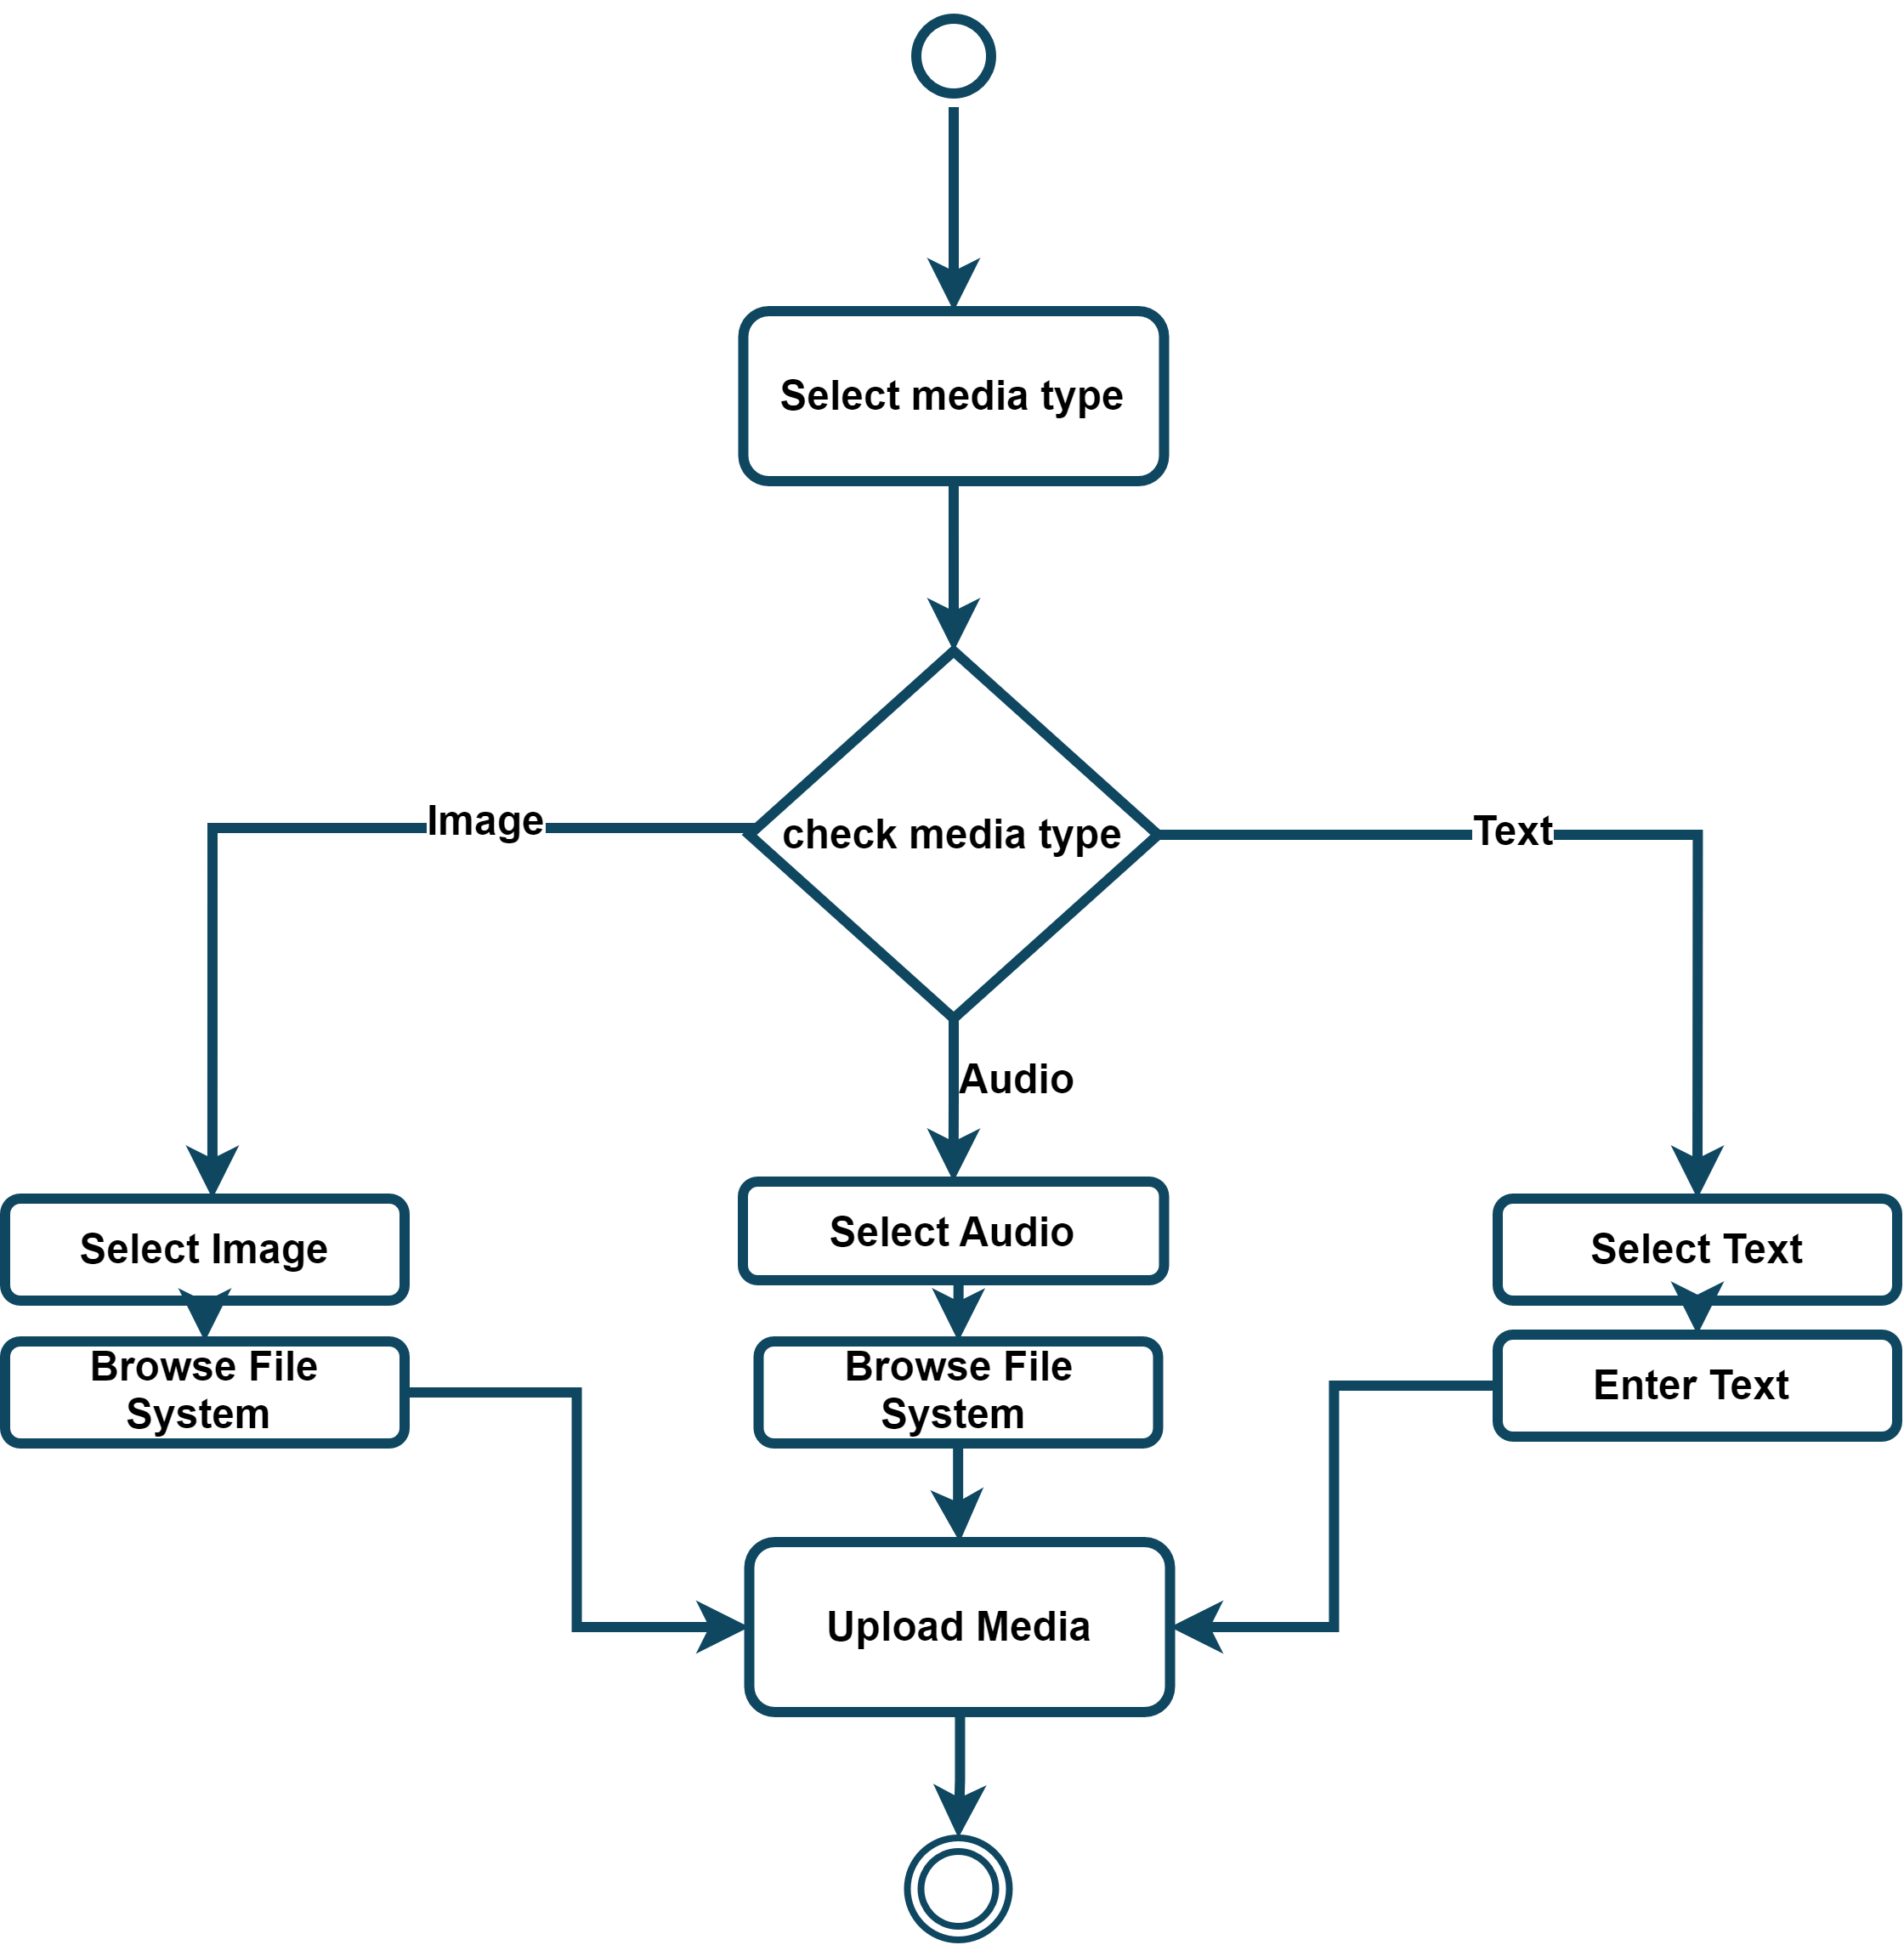 Select media type
check media type
Image
Text
Audio
Select Image
Select Audio
Select Text
Browse File
System
Browse File
System
Enter Text
Upload Media